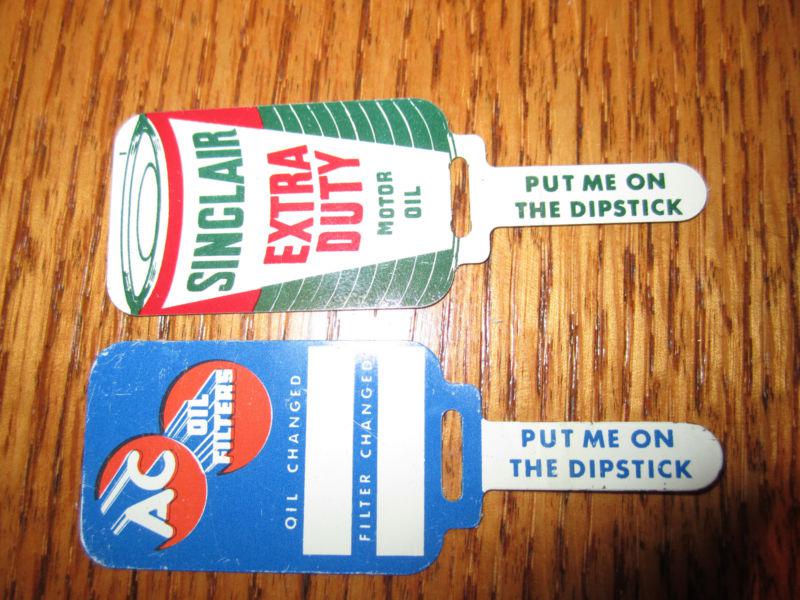 SINCLAIR
EXTRA
DUTY
MOTOR
OIL
PUT ME ON
THE DIPSTICK
AC
OIL
FILTERS
OIL CHANGED
FILTER CHANGED
PUT ME ON
THE DIPSTICK